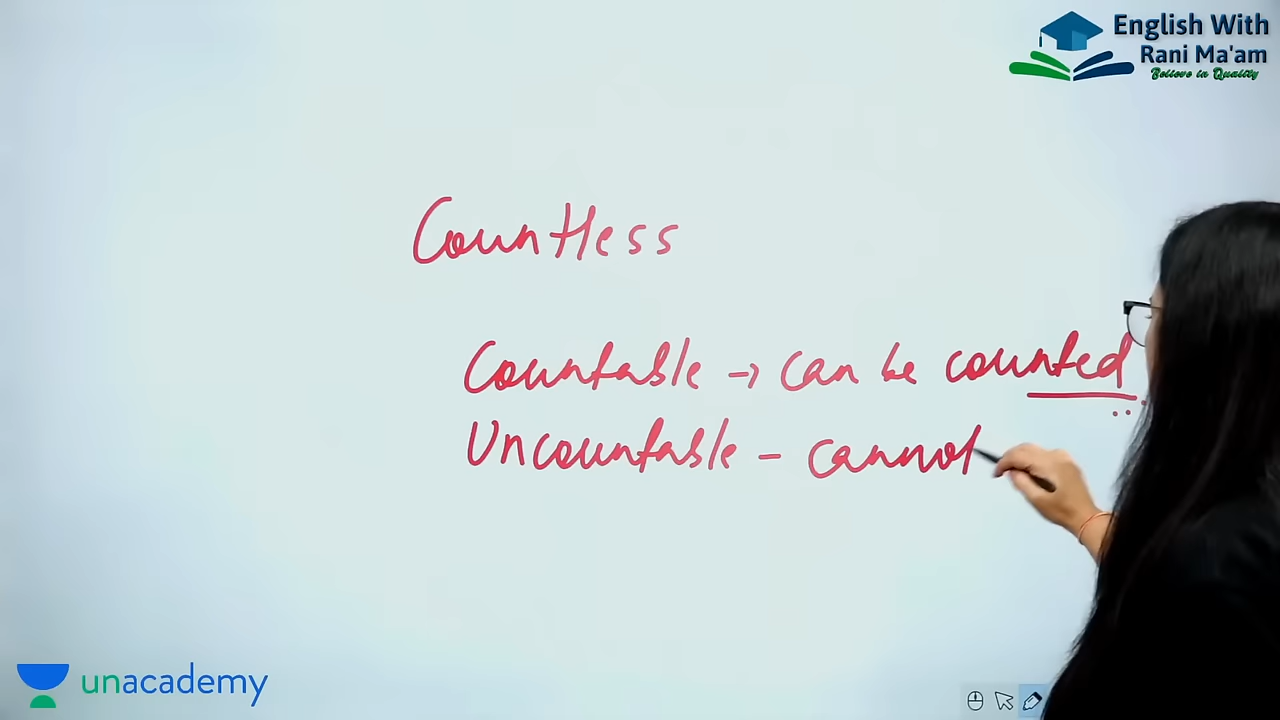 English With
Rani Ma'am
Believe in Quality
Countless
Countable → can be counted
Uncountable – cannot
unacademy